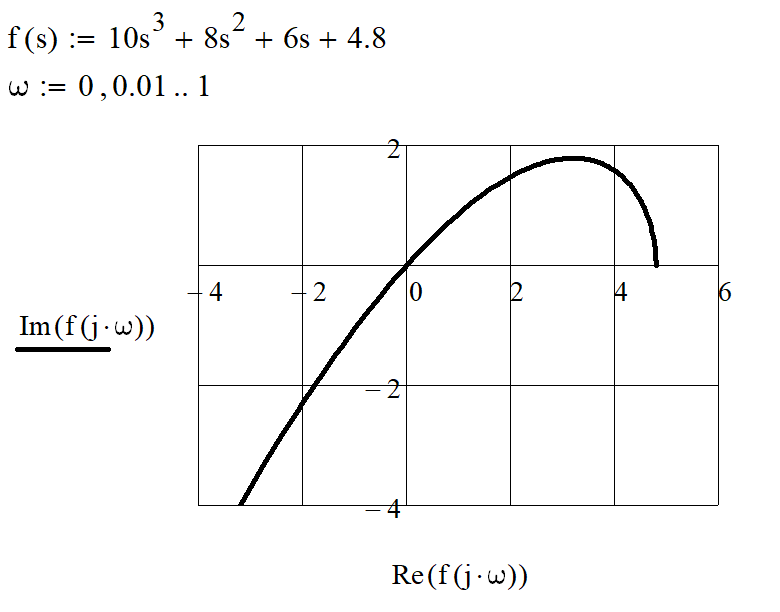 f(s) := 10s³ + 8s² + 6s + 4.8
ω := 0 , 0.01 .. 1
2
− 4 − 2 0 2 4 6
Im(f(j·ω))
− 2
− 4
Re(f(j·ω))